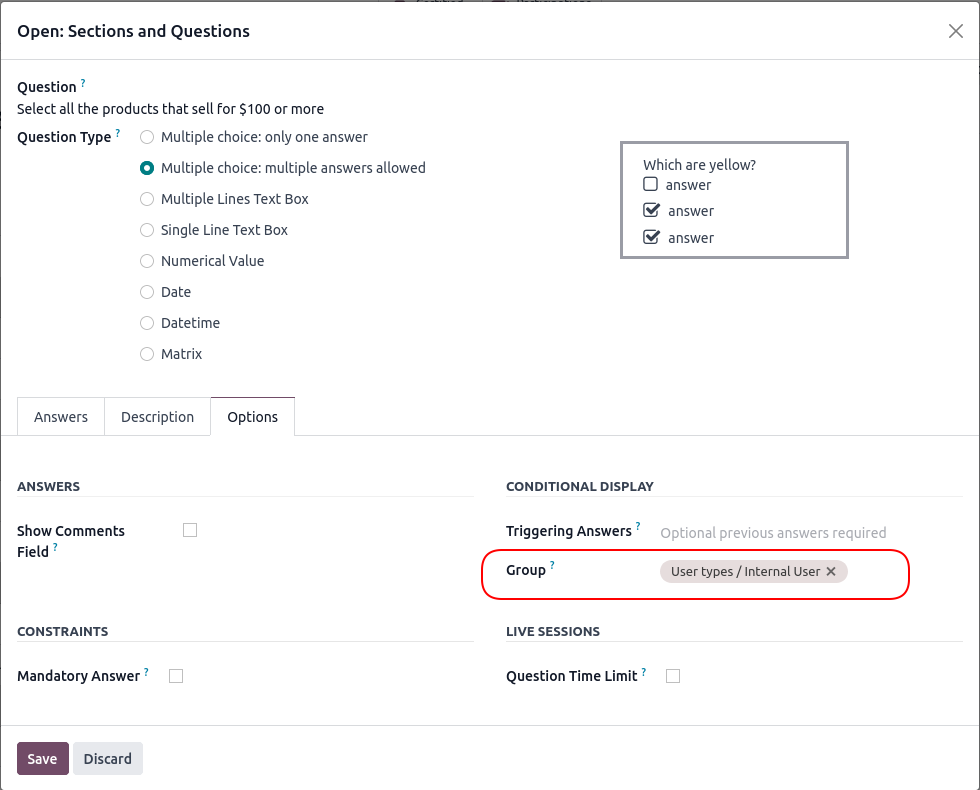 Open: Sections and Questions
Question ?
Select all the products that sell for $100 or more
Question Type ?
Multiple choice: only one answer
Multiple choice: multiple answers allowed
Multiple Lines Text Box
Single Line Text Box
Numerical Value
Date
Datetime
Matrix
Which are yellow?
answer
answer
answer
Answers
Description
Options
ANSWERS
Show Comments
Field ?
CONDITIONAL DISPLAY
Triggering Answers ? Optional previous answers required
Group ? User types / Internal User ✕
CONSTRAINTS
Mandatory Answer ?
LIVE SESSIONS
Question Time Limit ?
Save
Discard